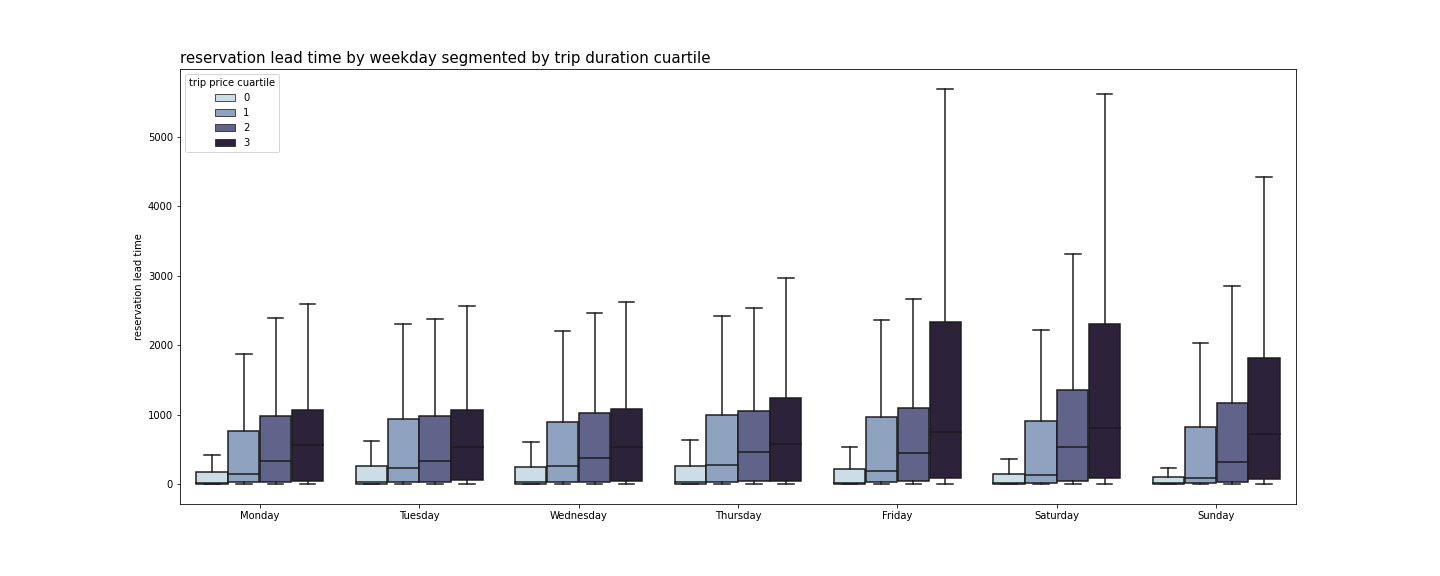 reservation lead time by weekday segmented by trip duration cuartile
trip price cuartile
0
1
2
3
reservation lead time
5000
4000
3000
2000
1000
0
Monday Tuesday Wednesday Thursday Friday Saturday Sunday